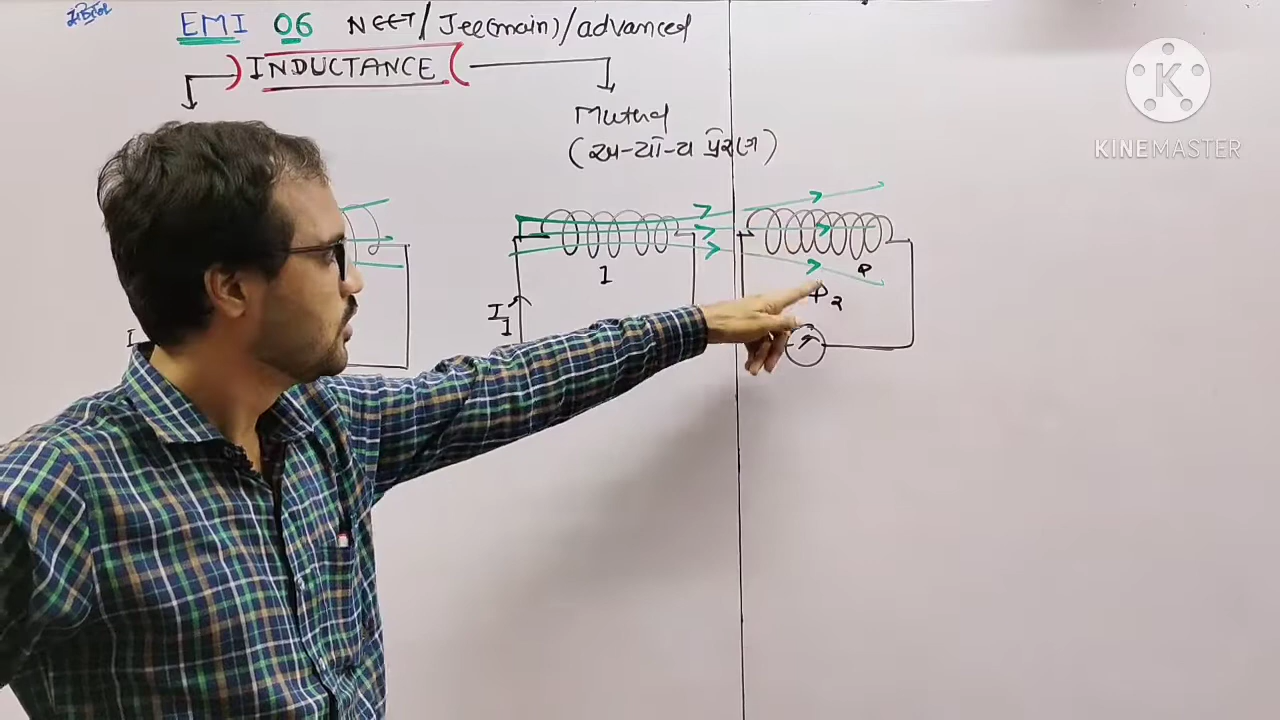 EMI 06 NEET/Jee(main)/advanced
INDUCTANCE
Mutual
K
KINEMASTER
I
1
I1
Φ2